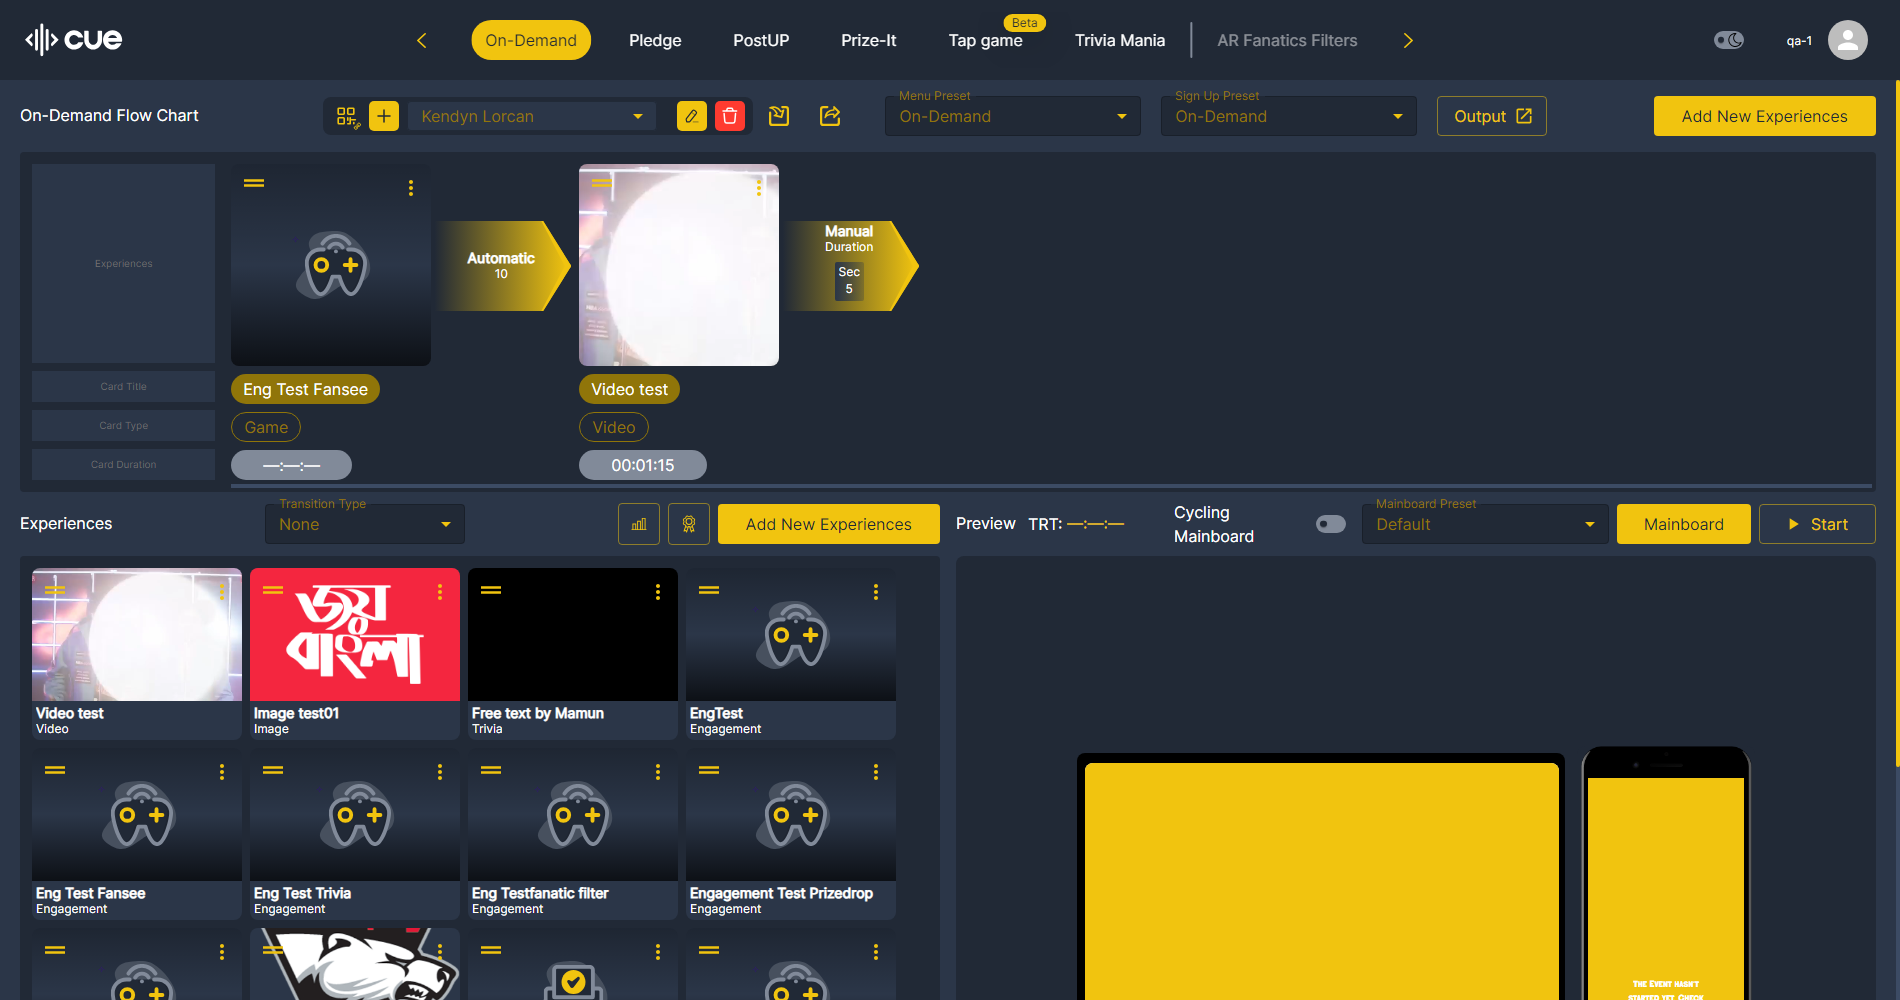 cue
On-Demand
Pledge
PostUP
Prize-It
Tap game
Beta
Trivia Mania
AR Fanatics Filters
qa-1
On-Demand Flow Chart
Kendyn Lorcan
Menu Preset
On-Demand
Sign Up Preset
On-Demand
Output
Add New Experiences
Experiences
Card Title
Card Type
Card Duration
Automatic
10
Manual
Duration
Sec
5
Eng Test Fansee
Game
—:—:—
Video test
Video
00:01:15
Experiences
Transition Type
None
Add New Experiences
Preview
TRT: —:—:—
Cycling
Mainboard
Mainboard Preset
Default
Mainboard
Start
জয়
বাংলা
Video test
Video
Image test01
Image
Free text by Mamun
Trivia
EngTest
Engagement
Eng Test Fansee
Engagement
Eng Test Trivia
Engagement
Eng Testfanatic filter
Engagement
Engagement Test Prizedrop
Engagement
The Event hasn't
started yet. Check